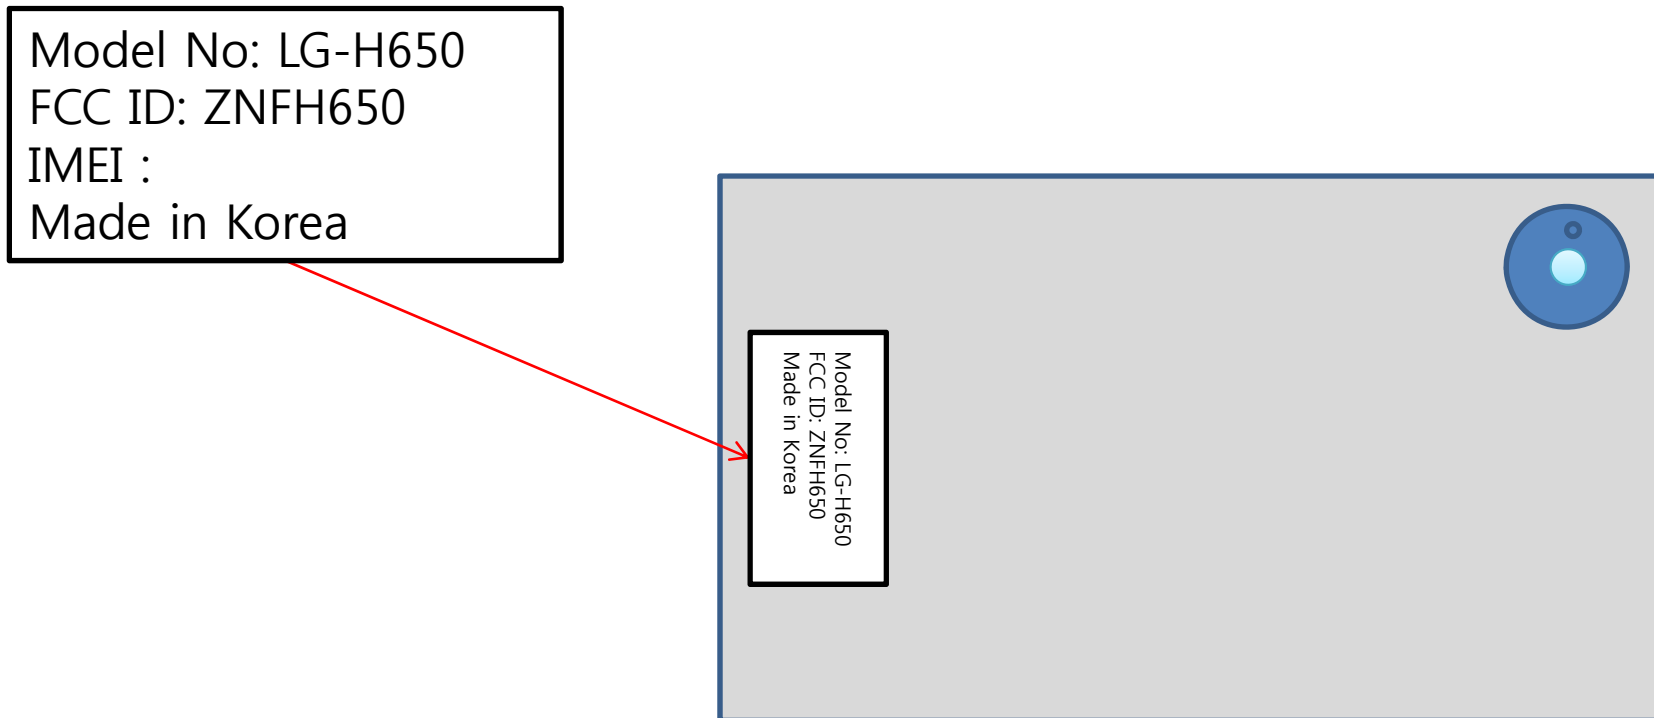 Model No: LG-H650
FCC ID: ZNFH650
IMEI :
Made in Korea
Model No: LG-H650
FCC ID: ZNFH650
Made in Korea